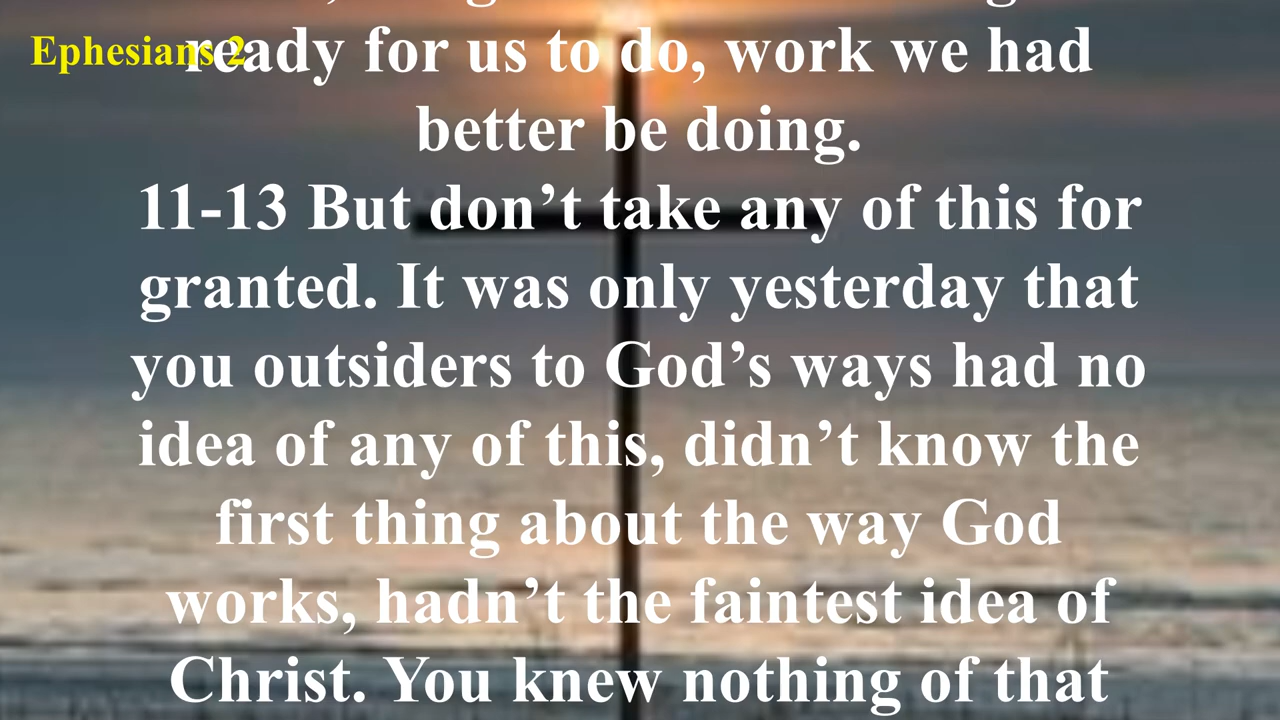 Ephesians 2
ready for us to do, work we had
better be doing.
11-13 But don’t take any of this for
granted. It was only yesterday that
you outsiders to God’s ways had no
idea of any of this, didn’t know the
first thing about the way God
works, hadn’t the faintest idea of
Christ. You knew nothing of that